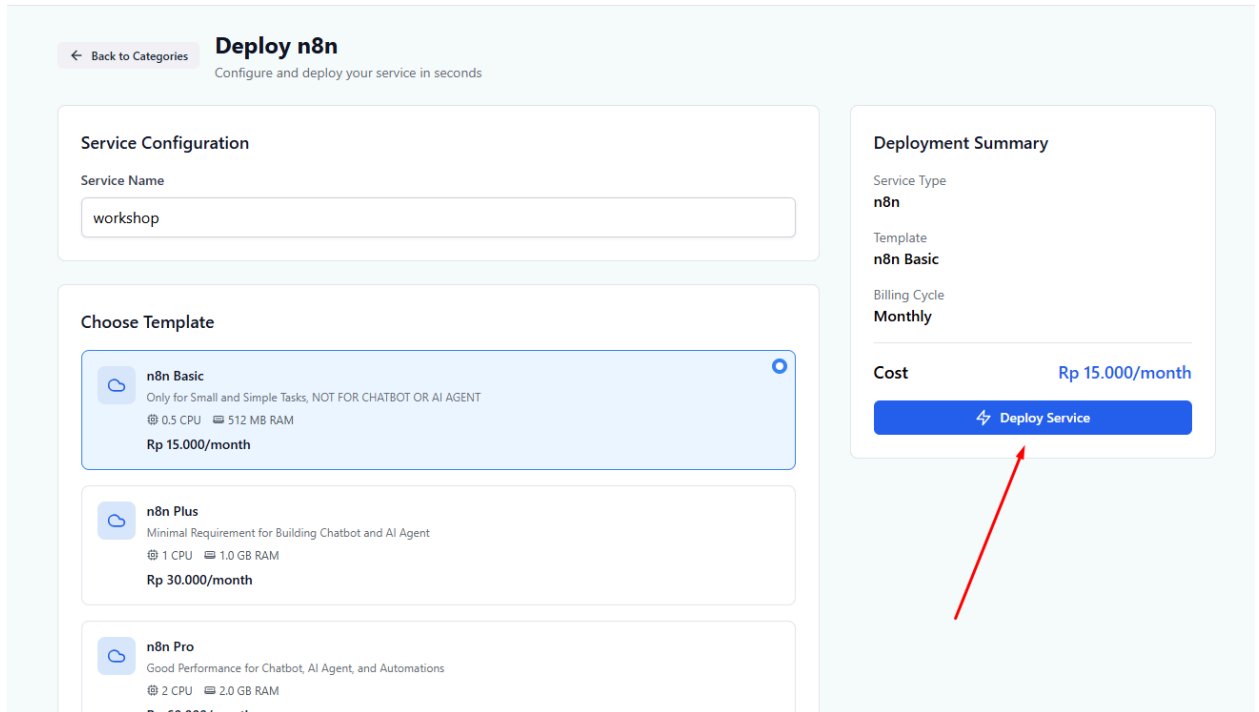 Back to Categories
Deploy n8n
Configure and deploy your service in seconds
Service Configuration
Service Name
workshop
Choose Template
n8n Basic
Only for Small and Simple Tasks, NOT FOR CHATBOT OR AI AGENT
0.5 CPU 512 MB RAM
Rp 15.000/month
n8n Plus
Minimal Requirement for Building Chatbot and AI Agent
1 CPU 1.0 GB RAM
Rp 30.000/month
n8n Pro
Good Performance for Chatbot, AI Agent, and Automations
2 CPU 2.0 GB RAM
Deployment Summary
Service Type
n8n
Template
n8n Basic
Billing Cycle
Monthly
Cost Rp 15.000/month
Deploy Service